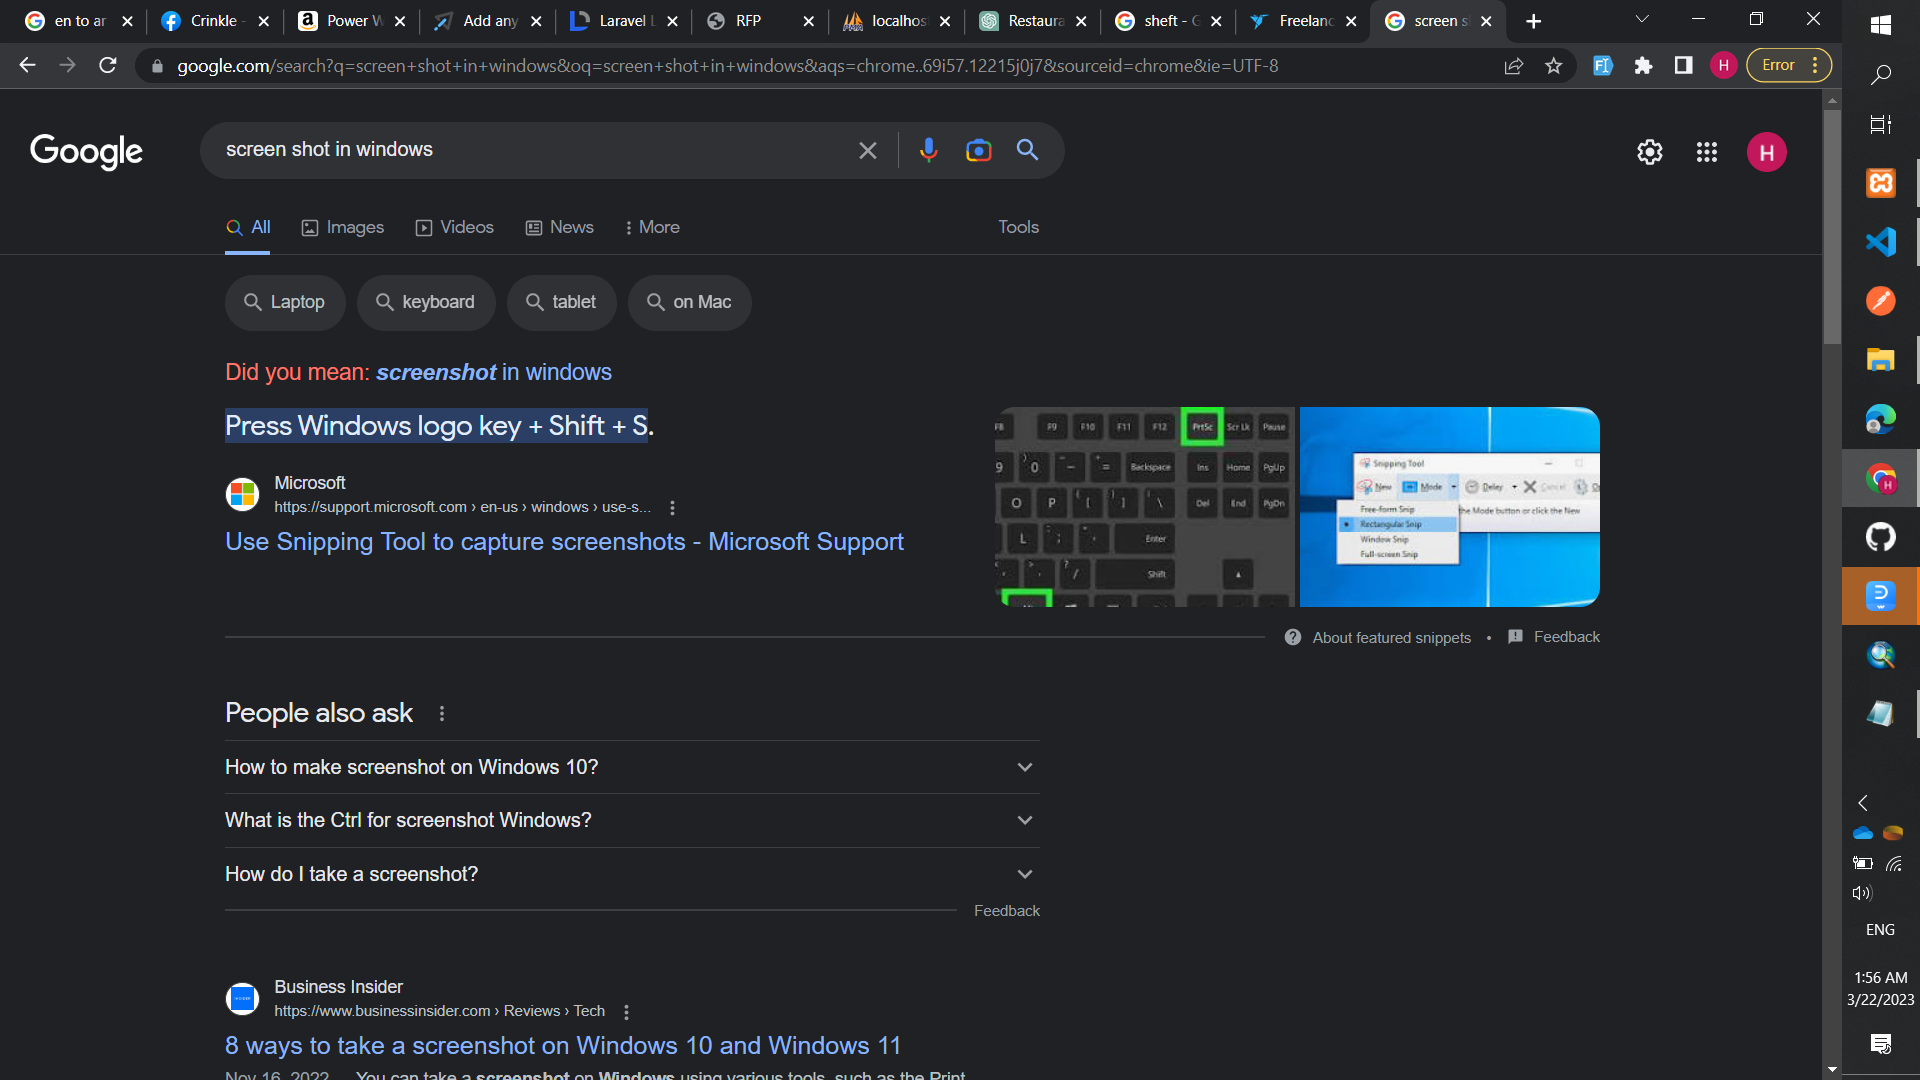 en to ar
Crinkle -
Power W
Add any
Laravel L
RFP
localhos
Restaura
sheft - G
Freelanc
screen s
google.com/search?q=screen+shot+in+windows&oq=screen+shot+in+windows&aqs=chrome..69i57.12215j0j7&sourceid=chrome&ie=UTF-8
H
Error
Google
screen shot in windows
H
All
Images
Videos
News
More
Tools
Laptop
keyboard
tablet
on Mac
Did you mean: screenshot in windows
Press Windows logo key + Shift + S.
Microsoft
https://support.microsoft.com › en-us › windows › use-s...
Use Snipping Tool to capture screenshots - Microsoft Support
F8 F9 F10 F11 F12 PrtSc Scr Lk Pause
9 0 - = Backspace Ins Home PgUp
O P [ ] \ Del End PgDn
L ; ' Enter
? / Shift
Snipping Tool
New Mode Delay Cancel
Free-form Snip
the Mode button or click the New
Rectangular Snip
Window Snip
Full-screen Snip
About featured snippets • Feedback
People also ask
How to make screenshot on Windows 10?
What is the Ctrl for screenshot Windows?
How do I take a screenshot?
Feedback
Business Insider
https://www.businessinsider.com › Reviews › Tech
8 ways to take a screenshot on Windows 10 and Windows 11
Nov 16, 2022 — You can take a screenshot on Windows using various tools, such as the Print
ENG
1:56 AM
3/22/2023